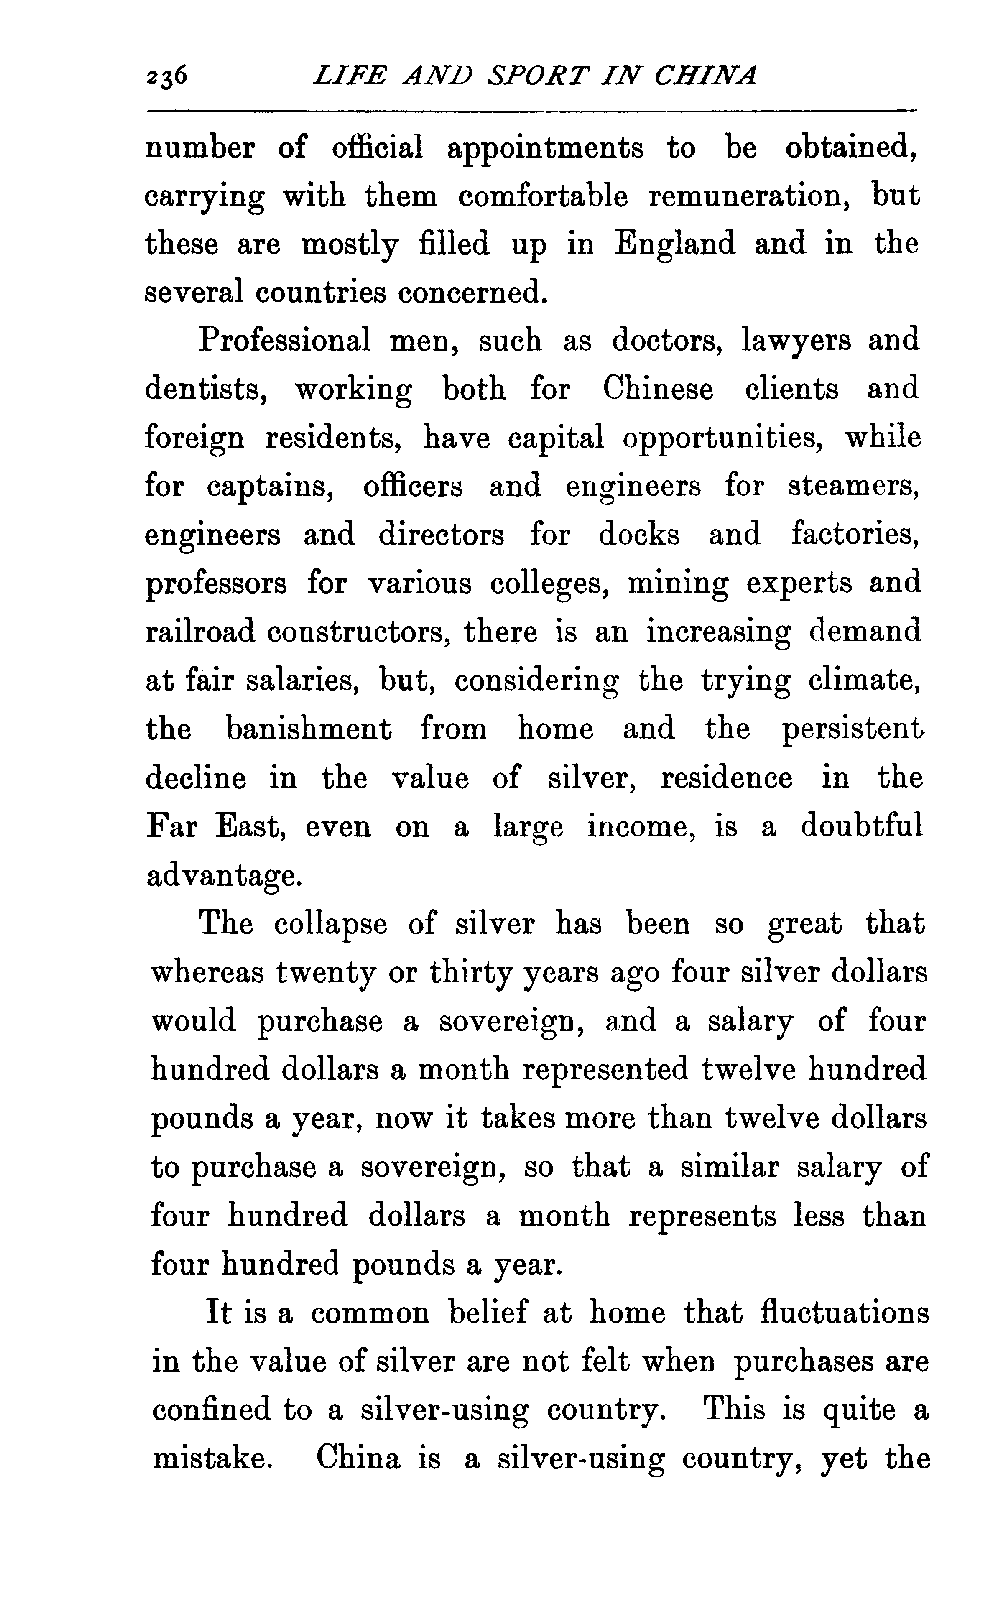 236 LIFE AND SPORT IN CHINA
number of official appointments to be obtained,
carrying with them comfortable remuneration, but
these are mostly filled up in England and in the
several countries concerned.
Professional men, such as doctors, lawyers and
dentists, working both for Chinese clients and
foreign residents, have capital opportunities, while
for captains, officers and engineers for steamers,
engineers and directors for docks and factories,
professors for various colleges, mining experts and
railroad constructors, there is an increasing demand
at fair salaries, but, considering the trying climate,
the banishment from home and the persistent
decline in the value of silver, residence in the
Far East, even on a large income, is a doubtful
advantage.
The collapse of silver has been so great that
whereas twenty or thirty years ago four silver dollars
would purchase a sovereign, and a salary of four
hundred dollars a month represented twelve hundred
pounds a year, now it takes more than twelve dollars
to purchase a sovereign, so that a similar salary of
four hundred dollars a month represents less than
four hundred pounds a year.
It is a common belief at home that fluctuations
in the value of silver are not felt when purchases are
confined to a silver-using country. This is quite a
mistake. China is a silver-using country, yet the